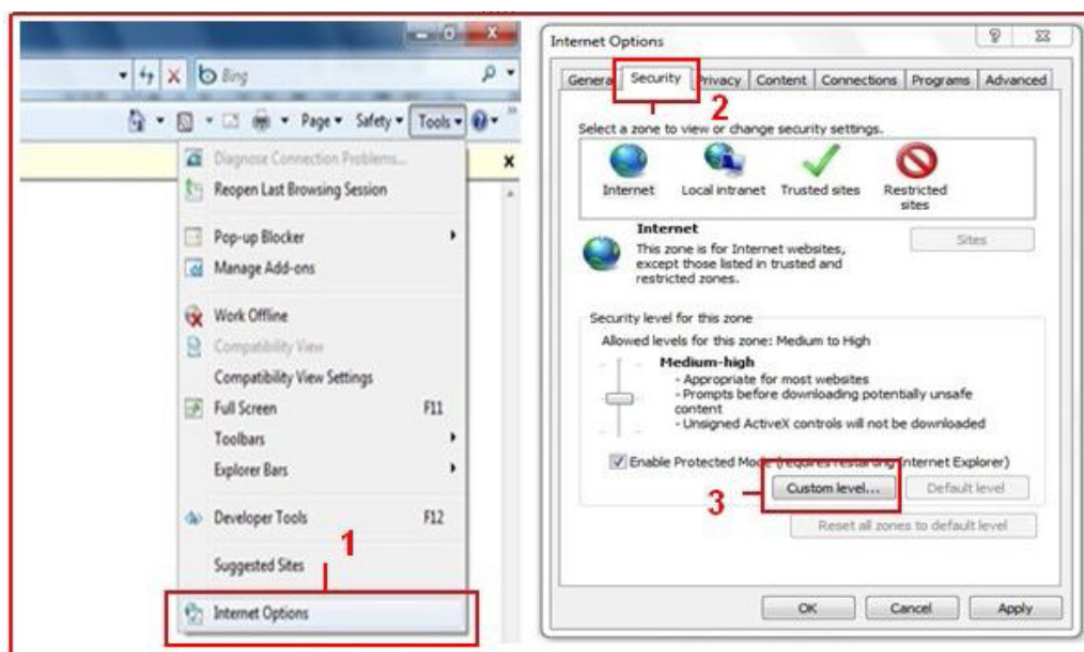 Bing
Page Safety Tools
Diagnose Connection Problems...
Reopen Last Browsing Session
Pop-up Blocker
Manage Add-ons
Work Offline
Compatibility View
Compatibility View Settings
Full Screen F11
Toolbars
Explorer Bars
Developer Tools F12
1
Suggested Sites
Internet Options
Internet Options
General Security Privacy Content Connections Programs Advanced
2
Select a zone to view or change security settings.
Internet Local intranet Trusted sites Restricted
sites
Internet
Sites
This zone is for Internet websites,
except those listed in trusted and
restricted zones.
Security level for this zone
Allowed levels for this zone: Medium to High
Medium-high
- Appropriate for most websites
- Prompts before downloading potentially unsafe
content
- Unsigned ActiveX controls will not be downloaded
Enable Protected Mode (requires restarting Internet Explorer)
3
Custom level... Default level
Reset all zones to default level
OK Cancel Apply